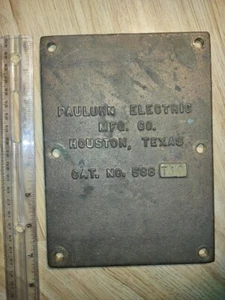 PAULUHN ELECTRIC
MFG. CO.
HOUSTON, TEXAS
CAT. NO. 588